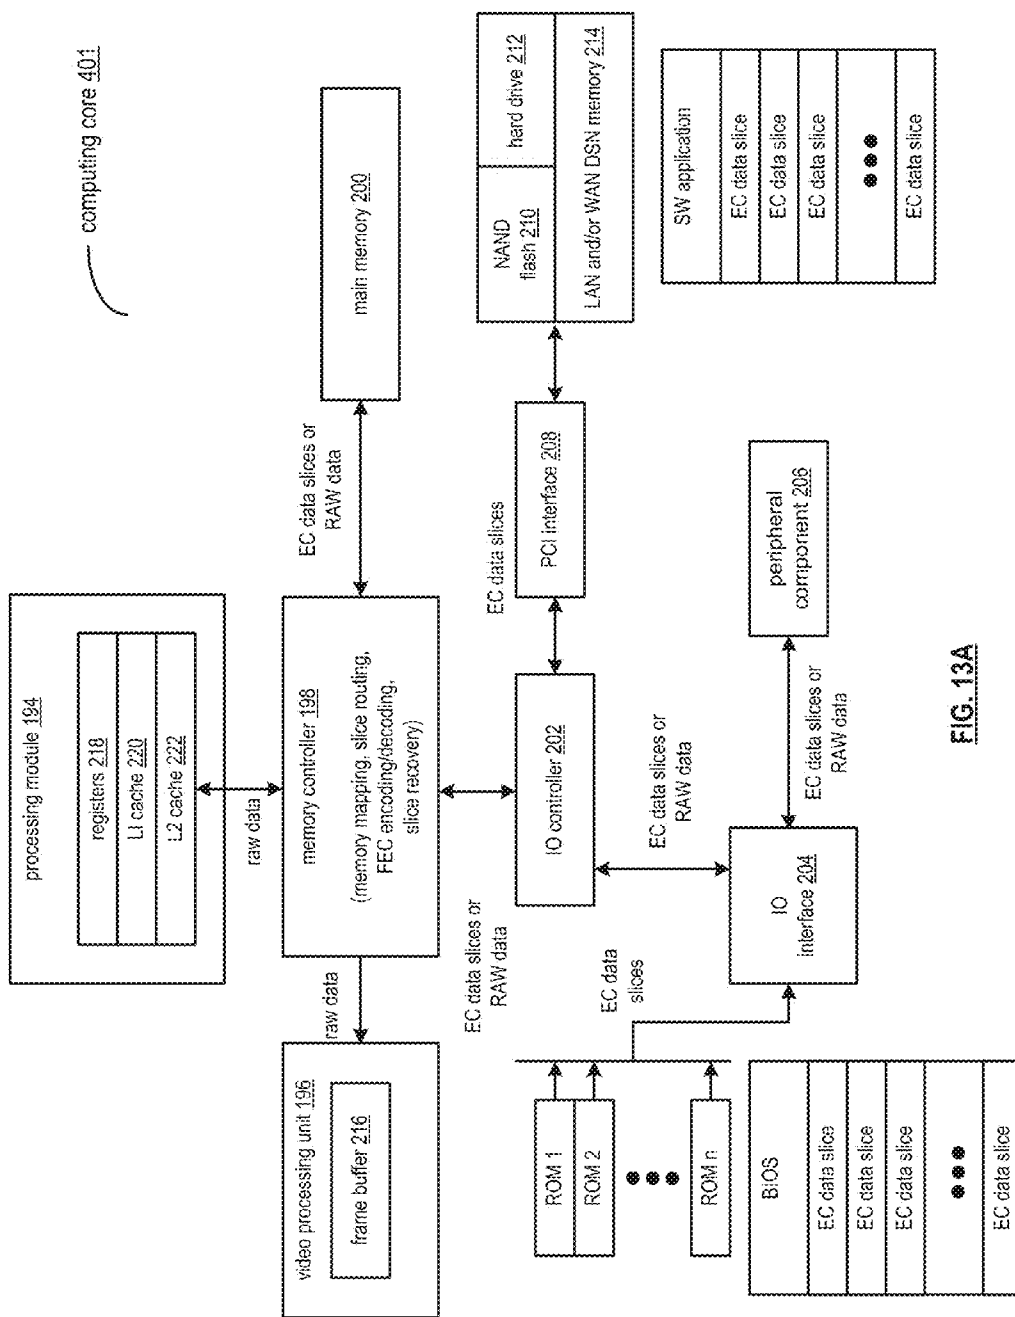 computing core 401
processing module 194
registers 218
L1 cache 220
L2 cache 222
raw data
video processing unit 196
frame buffer 216
raw data
memory controller 198
(memory mapping, slice routing,
FEC encoding/decoding,
slice recovery)
EC data slices or
RAW data
main memory 200
EC data slices or
RAW data
IO controller 202
EC data slices
PCI interface 208
NAND
flash 210
hard drive 212
LAN and/or WAN DSN memory 214
ROM 1
ROM 2
ROM n
EC data
slices
EC data slices or
RAW data
IO
interface 204
EC data slices or
RAW data
peripheral
component 206
BIOS
EC data slice
EC data slice
EC data slice
EC data slice
SW application
EC data slice
EC data slice
EC data slice
EC data slice
FIG. 13A